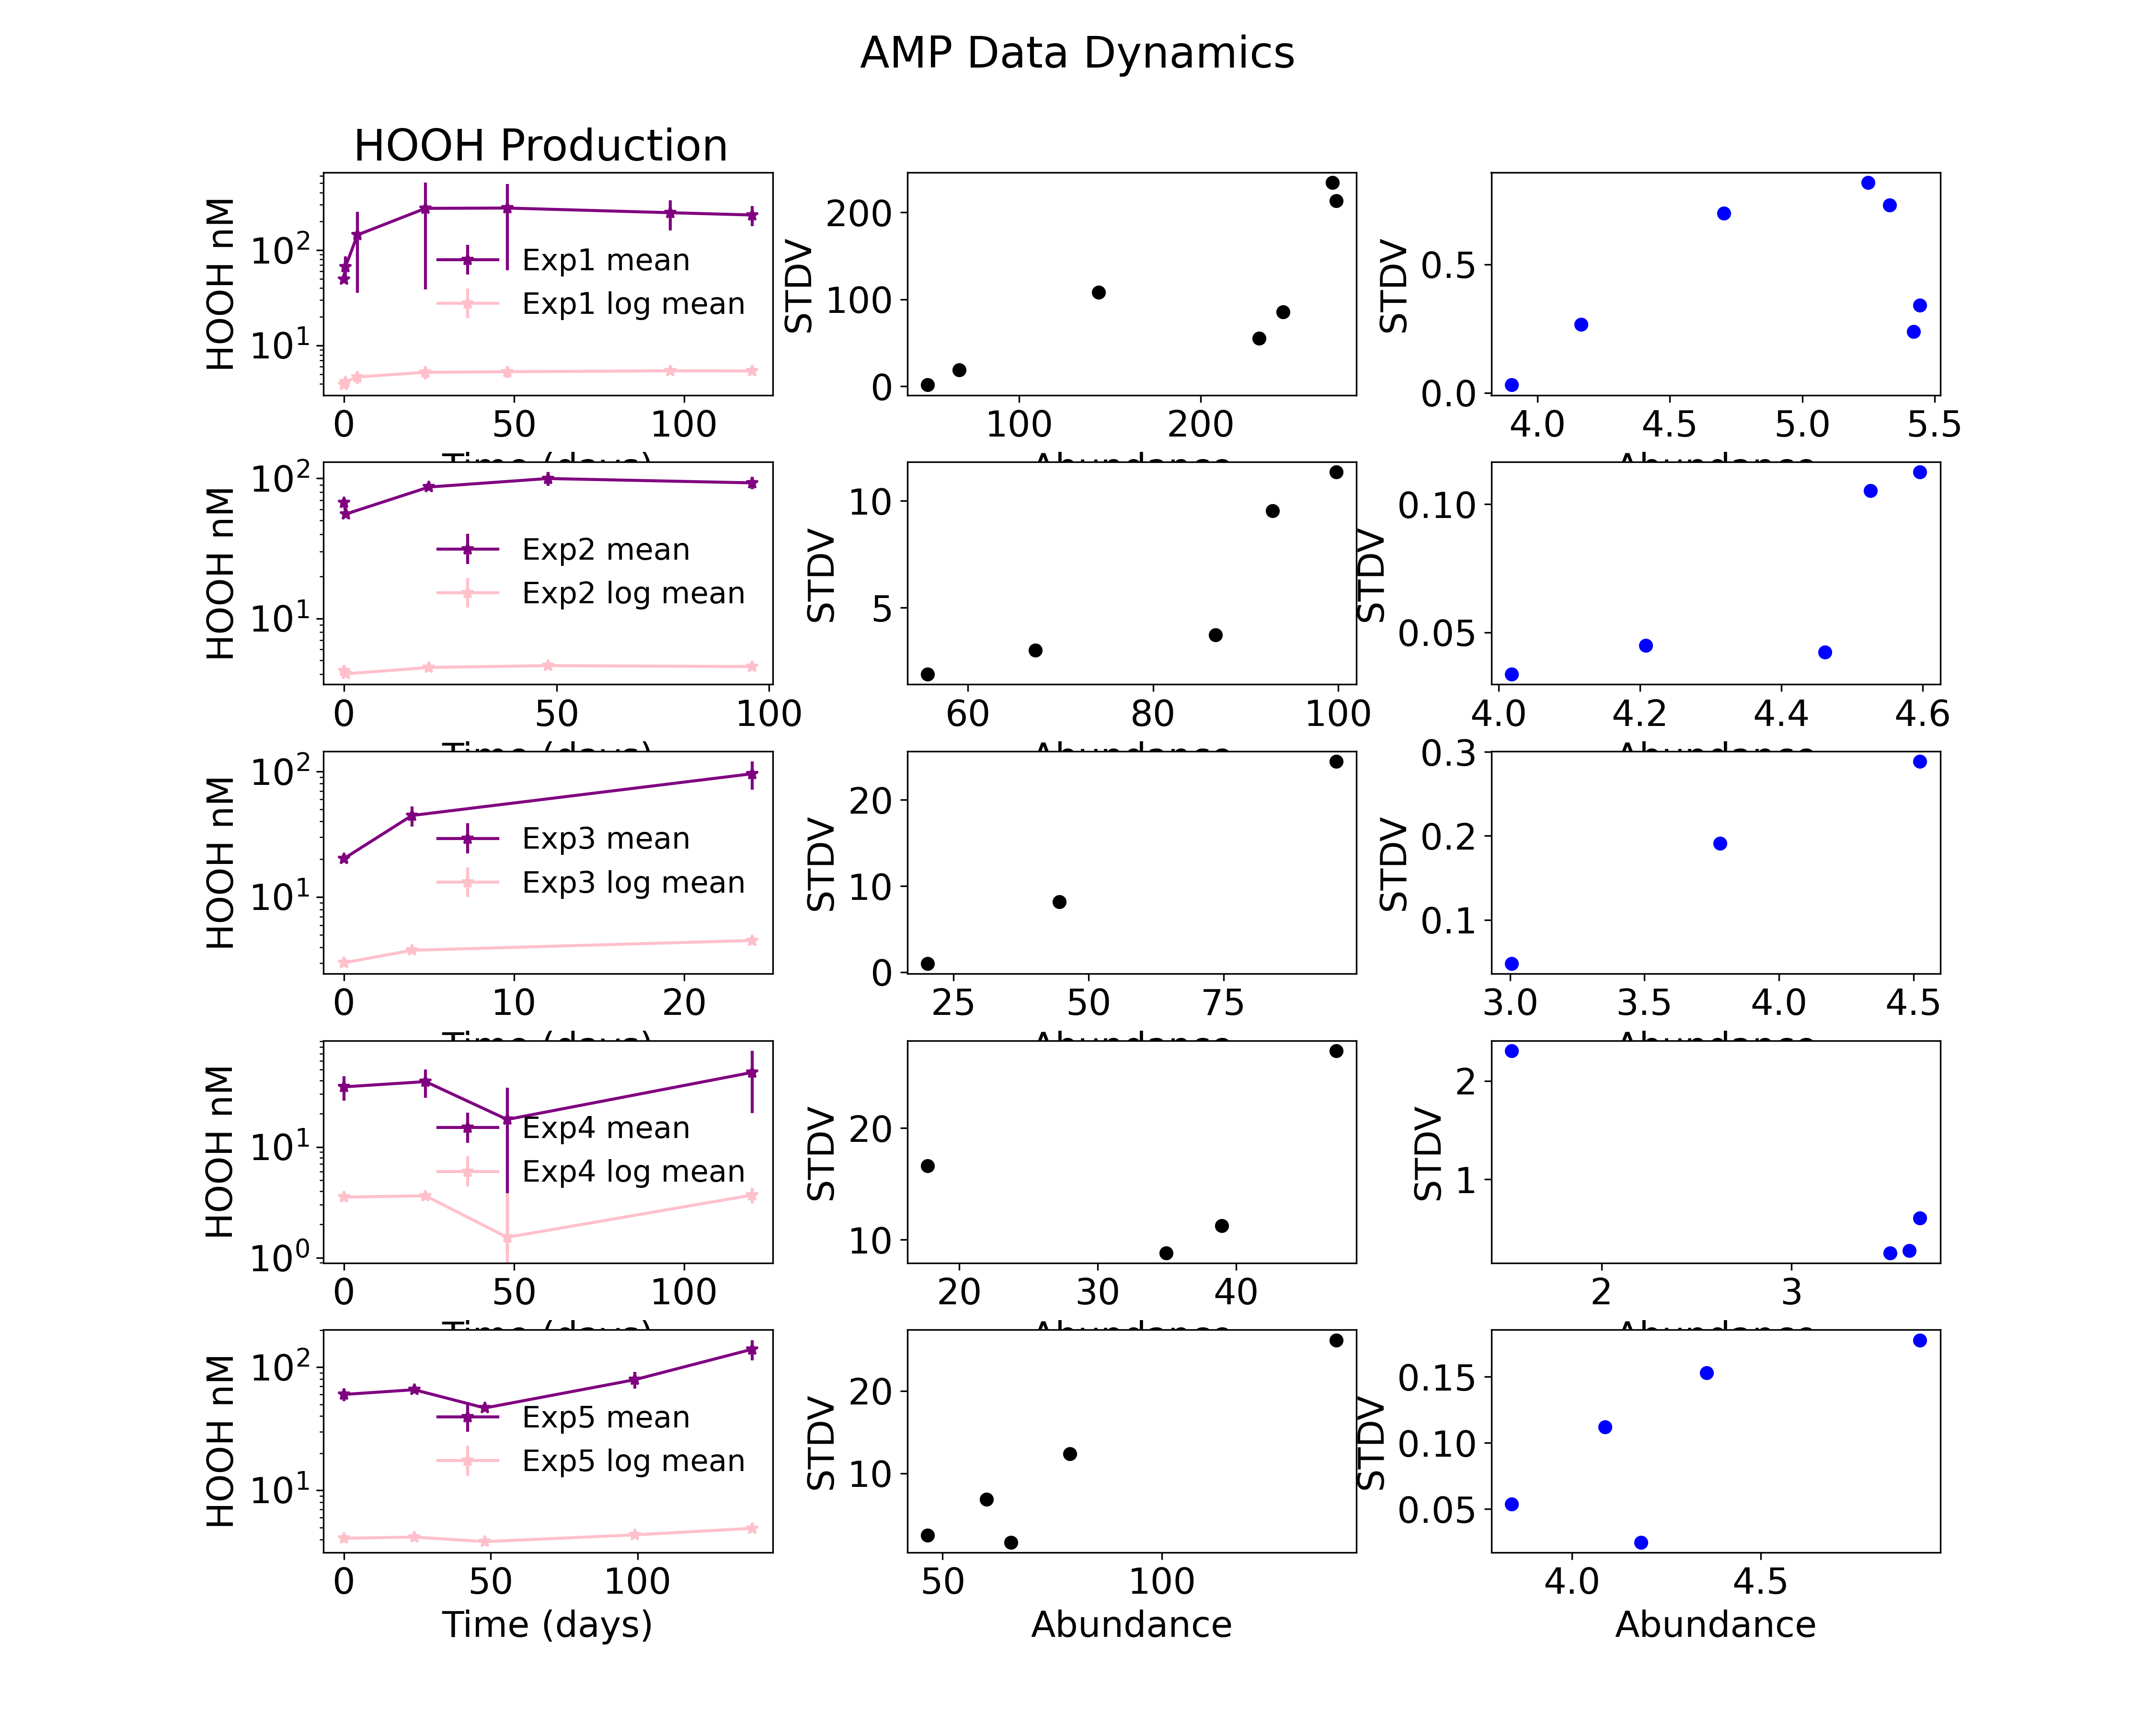 AMP Data Dynamics
HOOH Production
HOOH nM
10²
10¹
Exp1 mean
Exp1 log mean
0 50 100
STDV
200
100
0
100 200
STDV
0.5
0.0
4.0 4.5 5.0 5.5
HOOH nM
10²
10¹
Exp2 mean
Exp2 log mean
0 50 100
STDV
10
5
60 80 100
STDV
0.10
0.05
4.0 4.2 4.4 4.6
HOOH nM
10²
10¹
Exp3 mean
Exp3 log mean
0 10 20
STDV
20
10
0
25 50 75
STDV
0.3
0.2
0.1
3.0 3.5 4.0 4.5
HOOH nM
10¹
10⁰
Exp4 mean
Exp4 log mean
0 50 100
STDV
20
10
20 30 40
STDV
2
1
2 3
HOOH nM
10²
10¹
Exp5 mean
Exp5 log mean
0 50 100
Time (days)
STDV
20
10
50 100
Abundance
STDV
0.15
0.10
0.05
4.0 4.5
Abundance